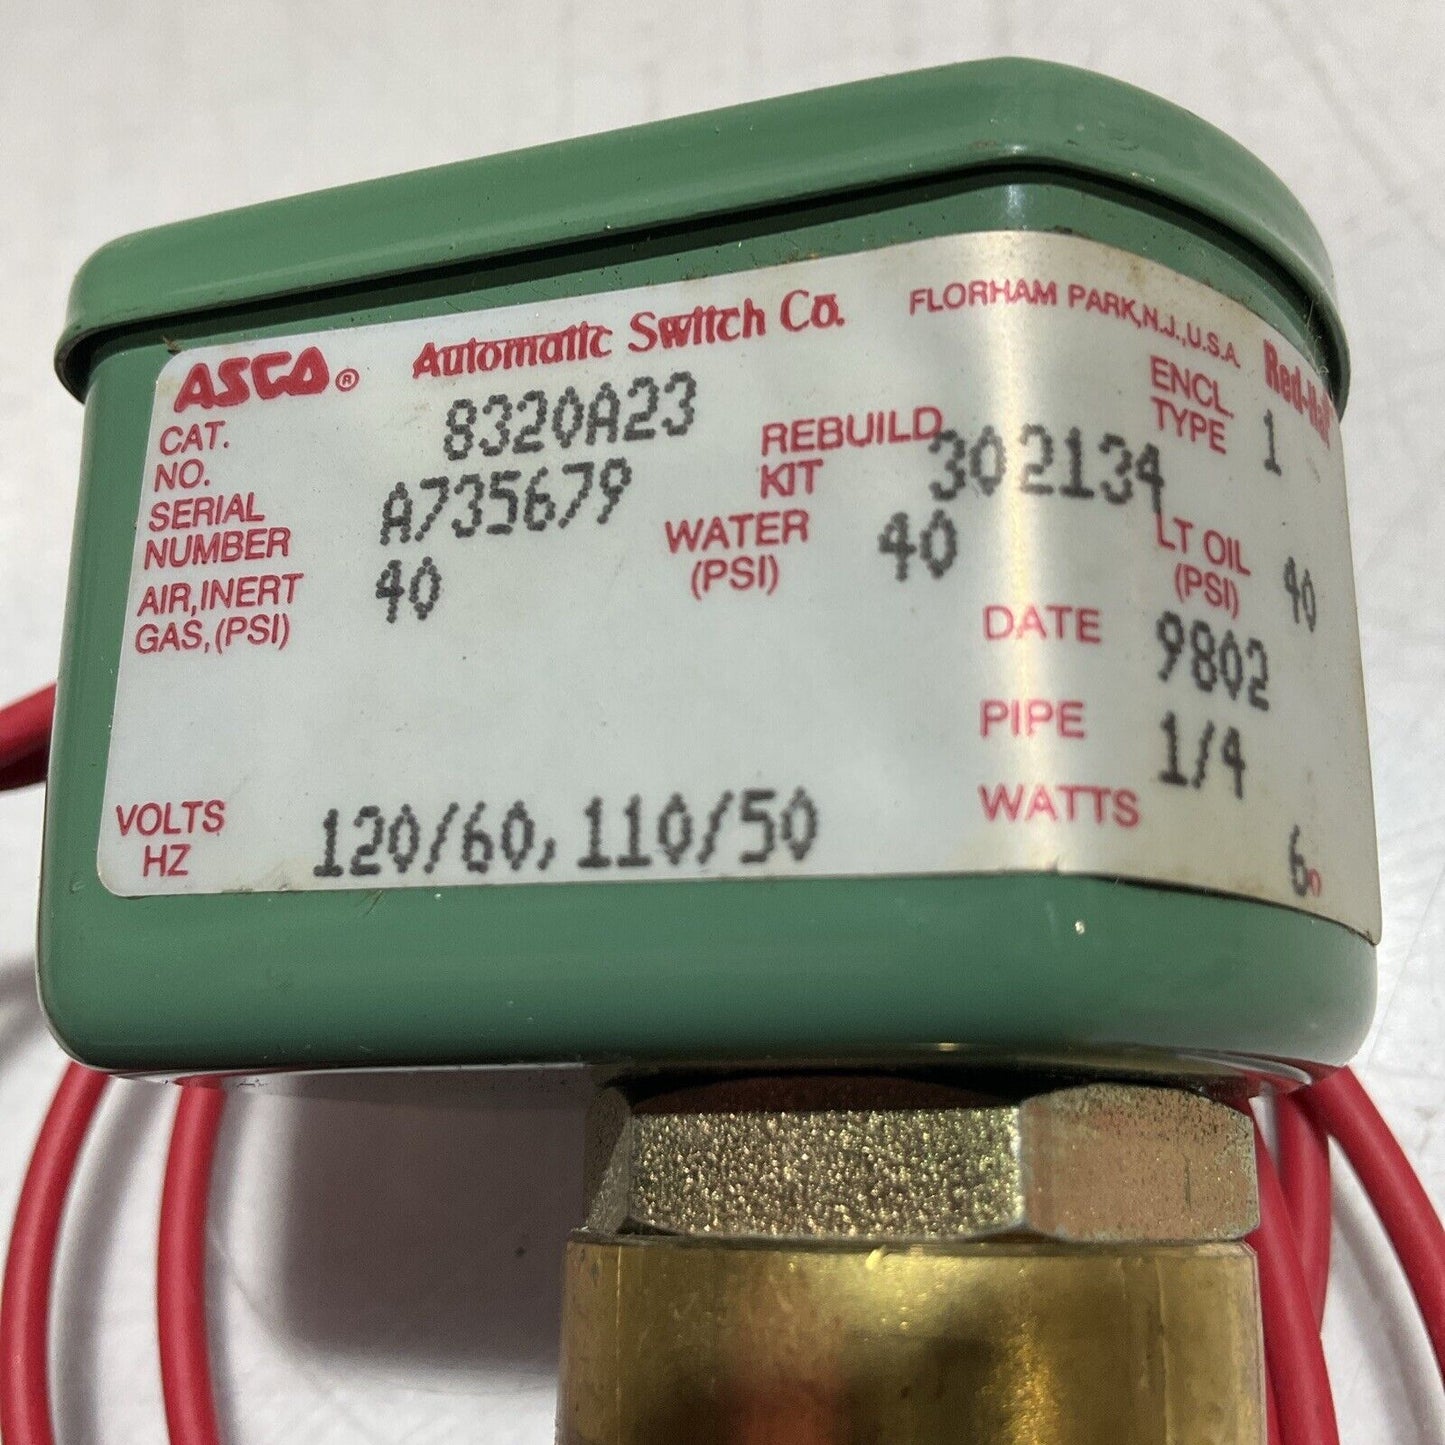 ASCO® Automatic Switch Co. FLORHAM PARK, N.J., U.S.A.
CAT. NO. 8320A23
REBUILD KIT 302134
ENCL. TYPE 1
SERIAL NUMBER A735679
AIR, INERT GAS, (PSI) 40
WATER (PSI) 40
LT OIL (PSI) 40
DATE 9802
PIPE 1/4
WATTS 6
VOLTS HZ 120/60, 110/50